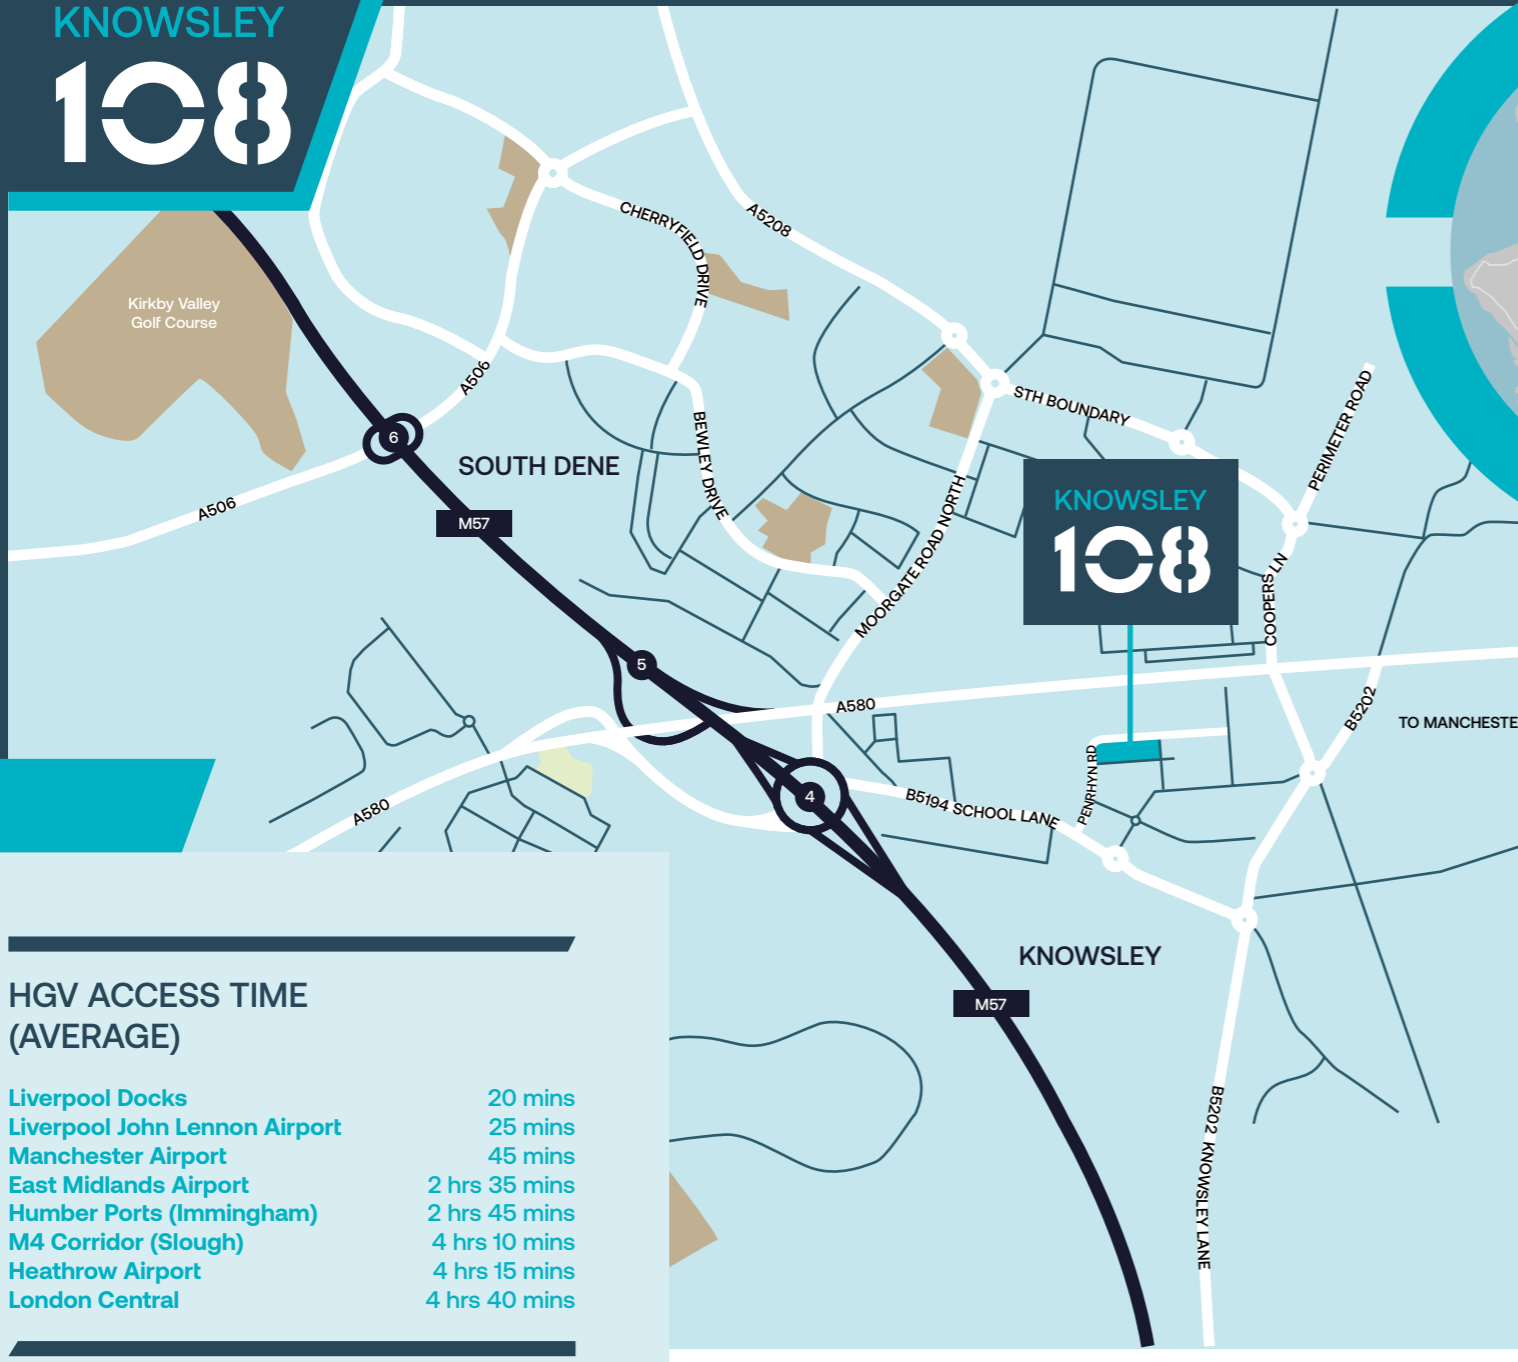 KNOWSLEY
108
Kirkby Valley
Golf Course
CHERRYFIELD DRIVE
A5208
A506
6
A506
SOUTH DENE
M57
BEWLEY DRIVE
STH BOUNDARY
PERIMETER ROAD
MOORGATE ROAD NORTH
KNOWSLEY
108
COOPERS LN
5
A580
B5202
TO MANCHESTE
4
A580
B5194 SCHOOL LANE
PENRHYN RD
KNOWSLEY
M57
B5202 KNOWSLEY LANE
HGV ACCESS TIME
(AVERAGE)
Liverpool Docks 20 mins
Liverpool John Lennon Airport 25 mins
Manchester Airport 45 mins
East Midlands Airport 2 hrs 35 mins
Humber Ports (Immingham) 2 hrs 45 mins
M4 Corridor (Slough) 4 hrs 10 mins
Heathrow Airport 4 hrs 15 mins
London Central 4 hrs 40 mins